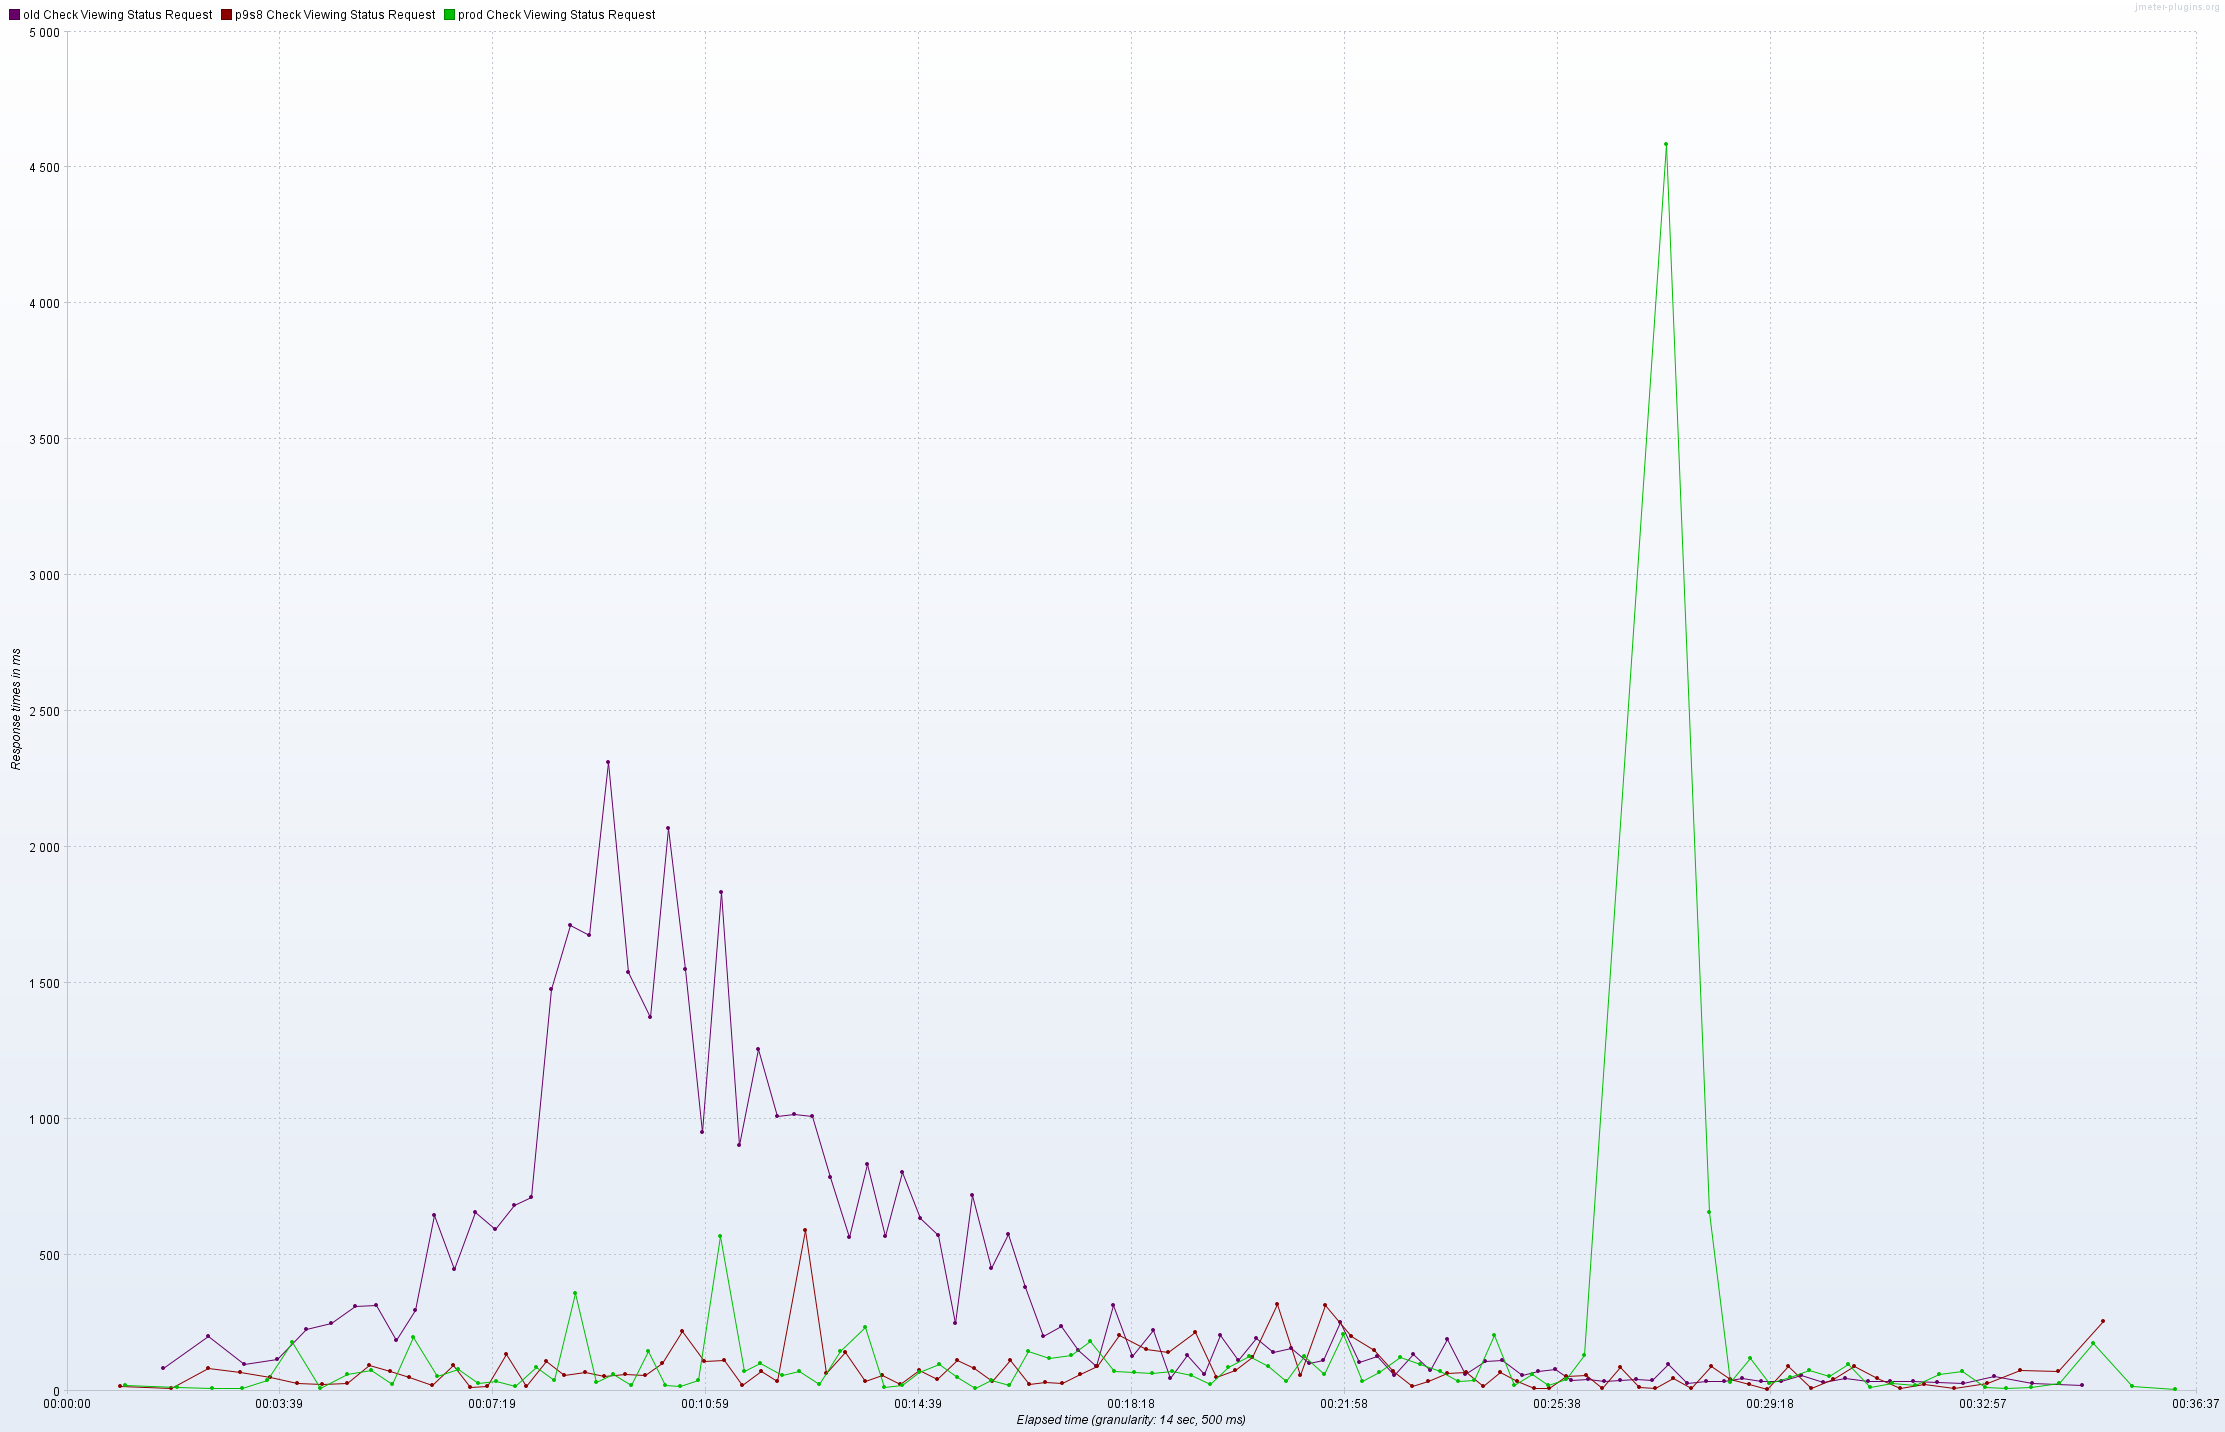 old Check Viewing Status Request p9s8 Check Viewing Status Request prod Check Viewing Status Request
jmeter-plugins.org
5 000
4 500
4 000
3 500
3 000
2 500
2 000
1 500
1 000
500
0
Response times in ms
00:00:00 00:03:39 00:07:19 00:10:59 00:14:39 00:18:18 00:21:58 00:25:38 00:29:18 00:32:57 00:36:37
Elapsed time (granularity: 14 sec, 500 ms)